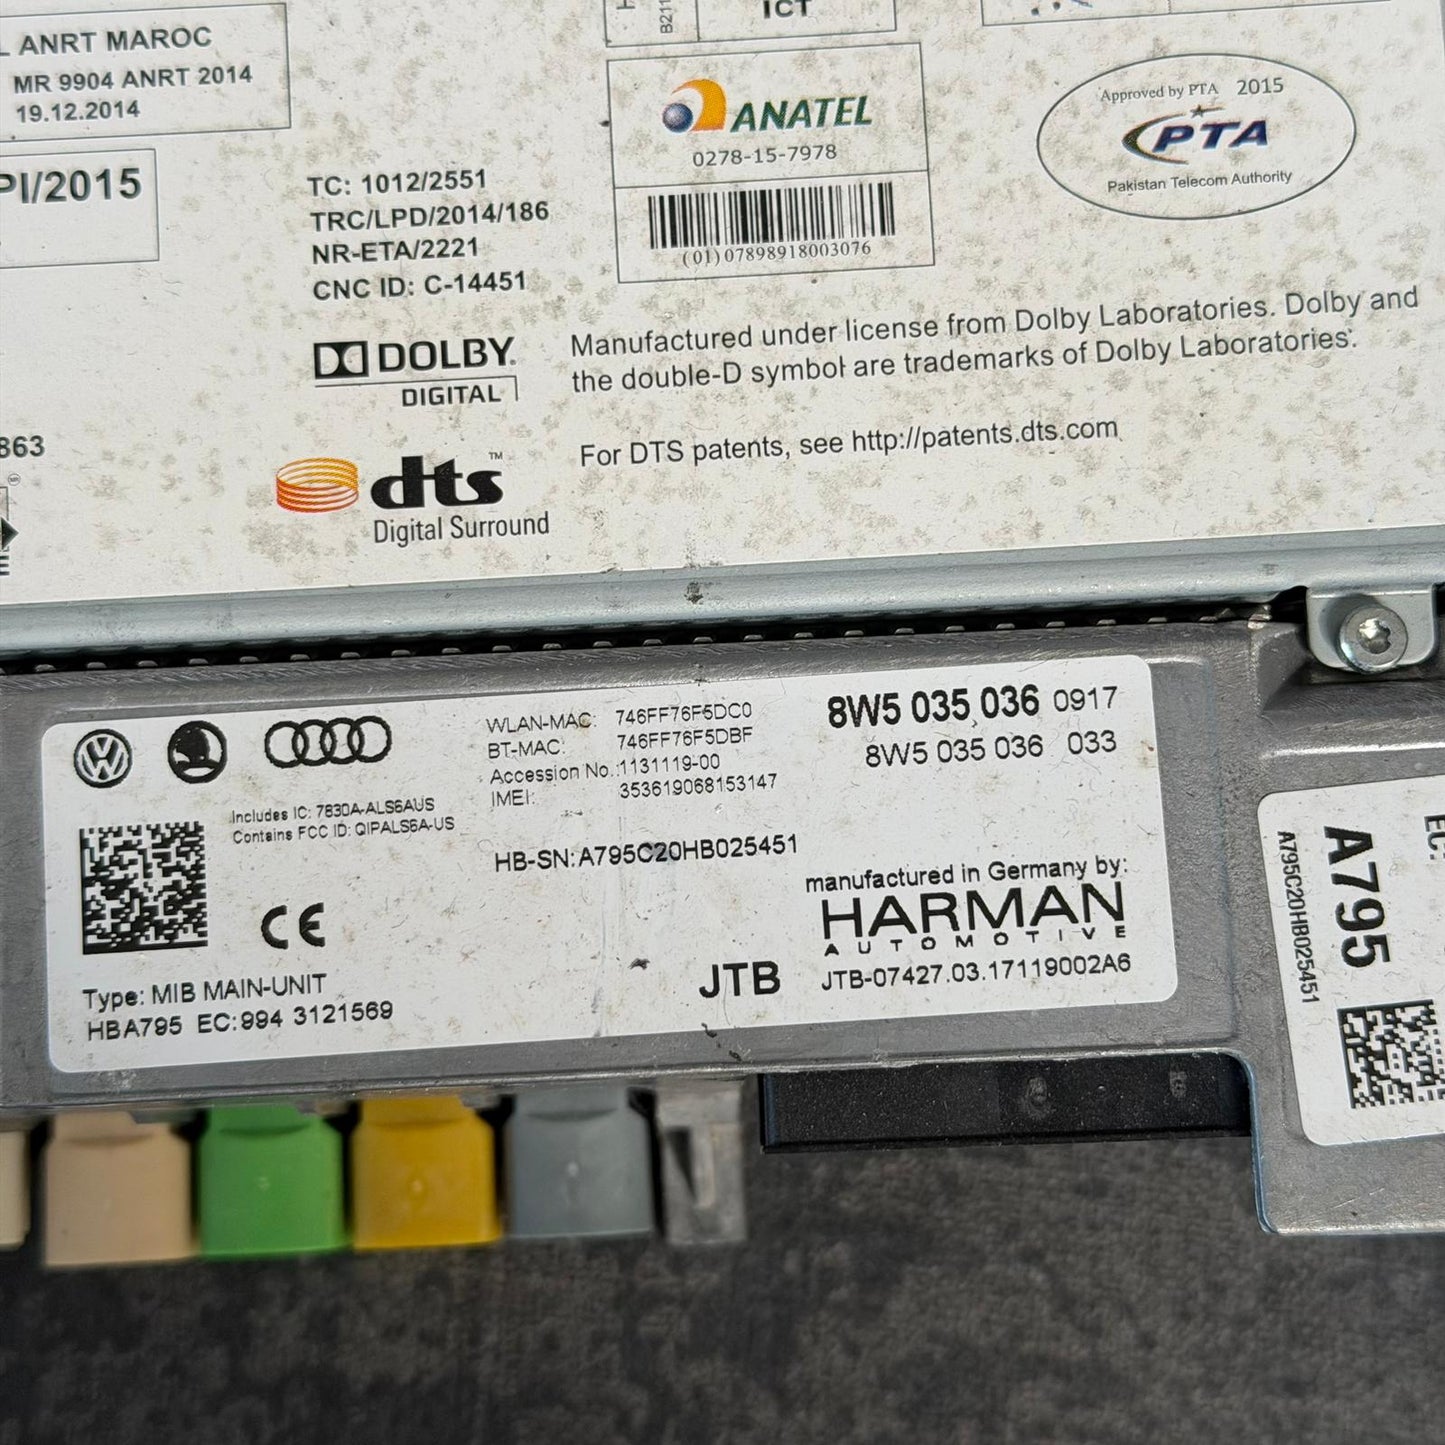 L ANRT MAROC
MR 9904 ANRT 2014
19.12.2014
PI/2015
TC: 1012/2551
TRC/LPD/2014/186
NR-ETA/2221
CNC ID: C-14451
B211
ICT
ANATEL
0278-15-7978
(01)07898918003076
Approved by PTA 2015
PTA
Pakistan Telecom Authority
DOLBY
DIGITAL
Manufactured under license from Dolby Laboratories. Dolby and
the double-D symbol are trademarks of Dolby Laboratories.
863
E
dts™
Digital Surround
For DTS patents, see http://patents.dts.com
Includes IC: 7830A-ALS6AUS
Contains FCC ID: QIPALS6A-US
CE
Type: MIB MAIN-UNIT
HBA795 EC:994 3121569
WLAN-MAC: 746FF76F5DC0
BT-MAC: 746FF76F5DBF
Accession No.:1131119-00
IMEI: 353619068153147
HB-SN:A795C20HB025451
8W5 035 036 0917
8W5 035 036 033
manufactured in Germany by:
HARMAN
AUTOMOTIVE
JTB JTB-07427.03.17119002A6
A795C20HB025451
A795
EC: